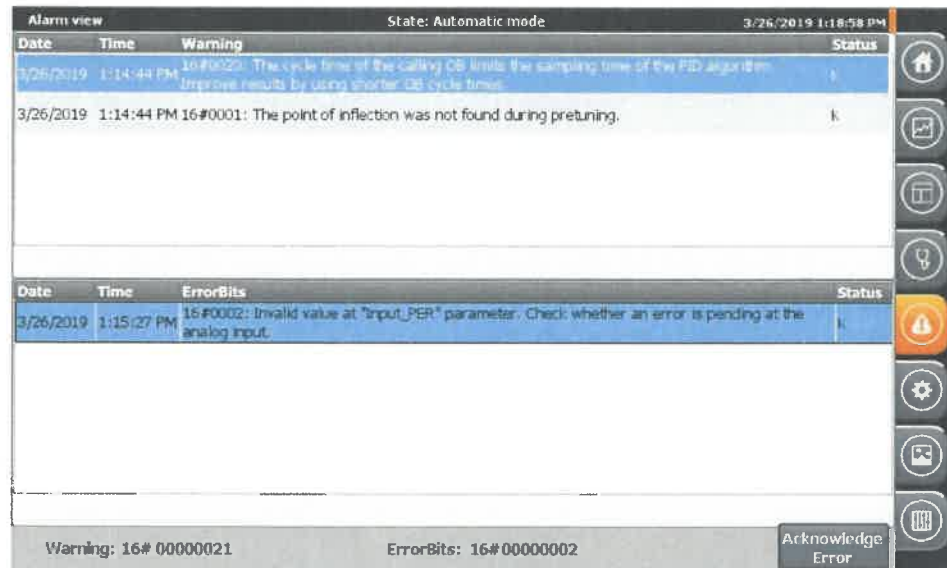 Alarm view State: Automatic mode 3/26/2019 1:18:58 PM
Date Time Warning Status
3/26/2019 1:14:44 PM 16#0020: The cycle time of the calling OB limits the sampling time of the PID algorithm.
Improve results by using shorter OB cycle times.
3/26/2019 1:14:44 PM 16#0001: The point of inflection was not found during pretuning. k
Date Time ErrorBits Status
3/26/2019 1:15:27 PM 16#0002: Invalid value at "Input_PER" parameter. Check whether an error is pending at the k
analog input.
Warning: 16# 00000021 ErrorBits: 16#00000002 Acknowledge
Error